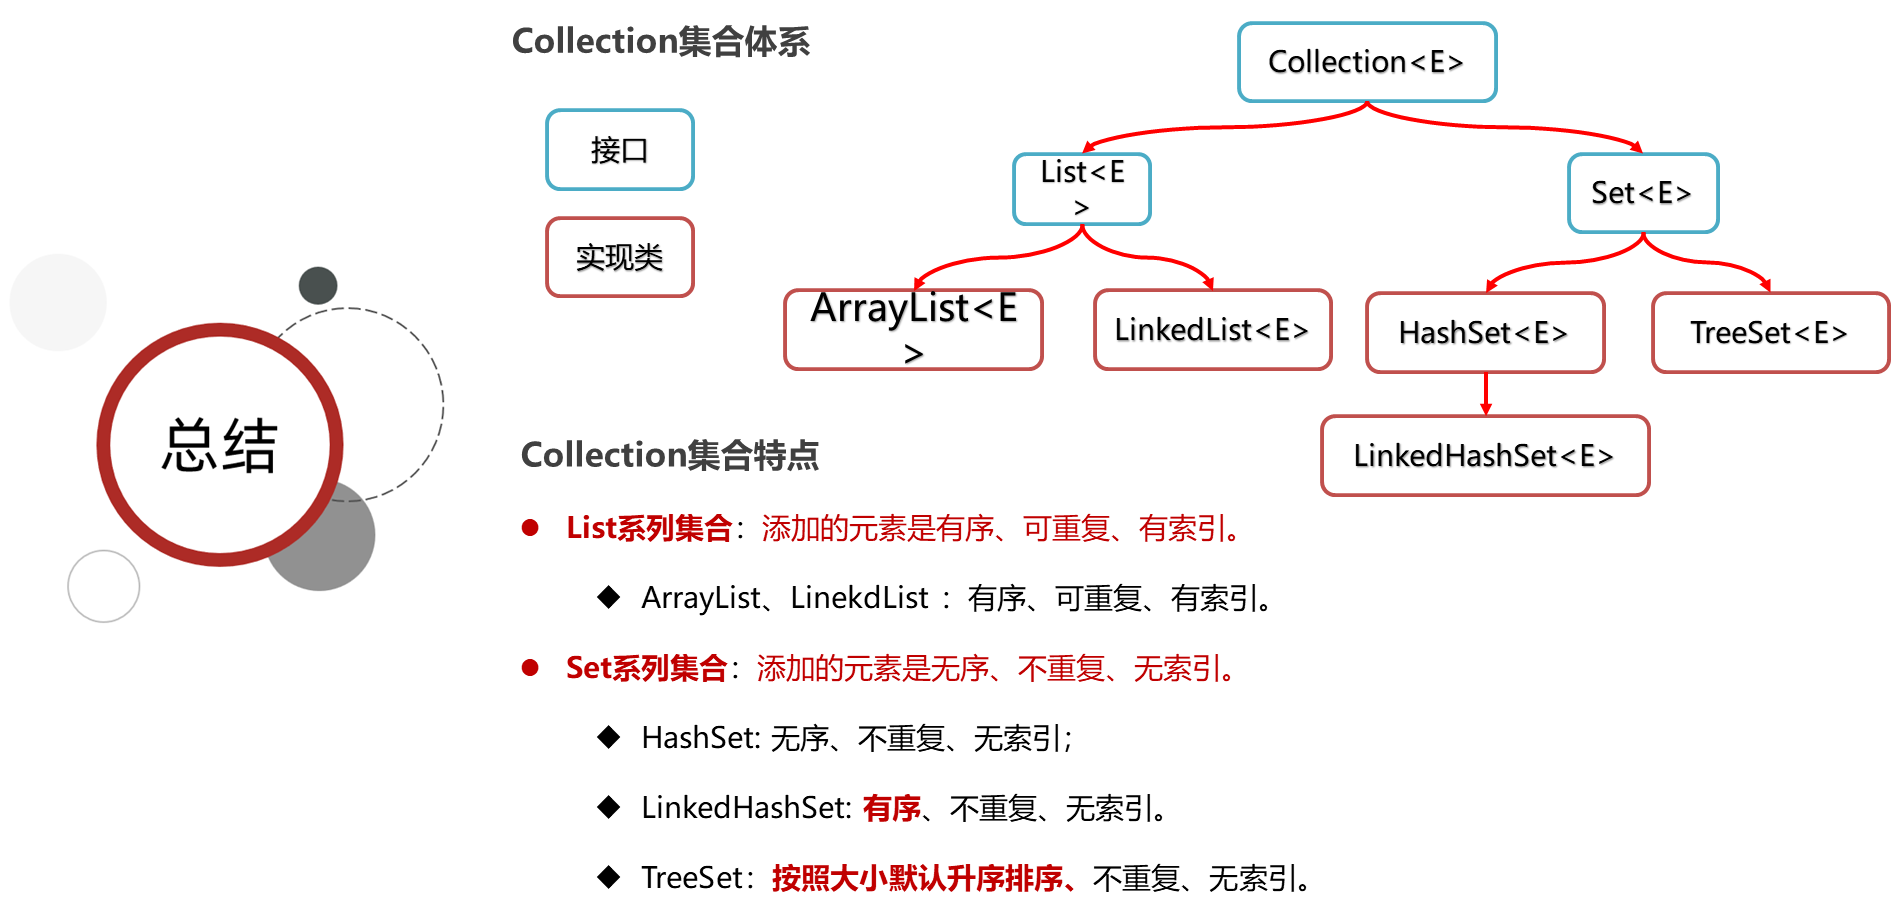 Collection集合体系
接口
实现类
Collection<E>
List<E
>
Set<E>
ArrayList<E
>
LinkedList<E>
HashSet<E>
TreeSet<E>
LinkedHashSet<E>
总结
Collection集合特点
List系列集合：添加的元素是有序、可重复、有索引。
ArrayList、LinekdList ：有序、可重复、有索引。
Set系列集合：添加的元素是无序、不重复、无索引。
HashSet: 无序、不重复、无索引；
LinkedHashSet: 有序、不重复、无索引。
TreeSet：按照大小默认升序排序、不重复、无索引。